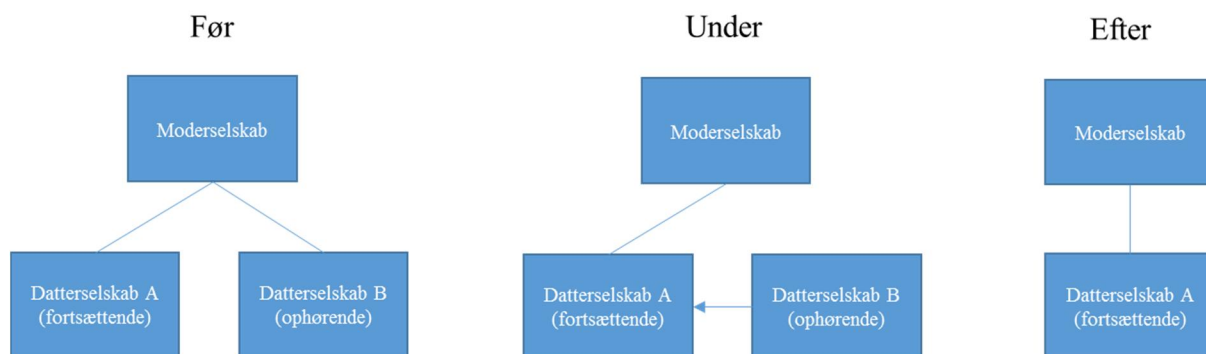 Før
Moderselskab
Datterselskab A
(fortsættende)
Datterselskab B
(ophørende)
Under
Moderselskab
Datterselskab A
(fortsættende)
Datterselskab B
(ophørende)
Efter
Moderselskab
Datterselskab A
(fortsættende)